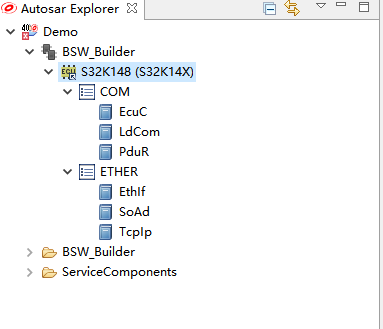 Autosar Explorer
Demo
BSW_Builder
S32K148 (S32K14X)
COM
EcuC
LdCom
PduR
ETHER
EthIf
SoAd
TcpIp
BSW_Builder
ServiceComponents